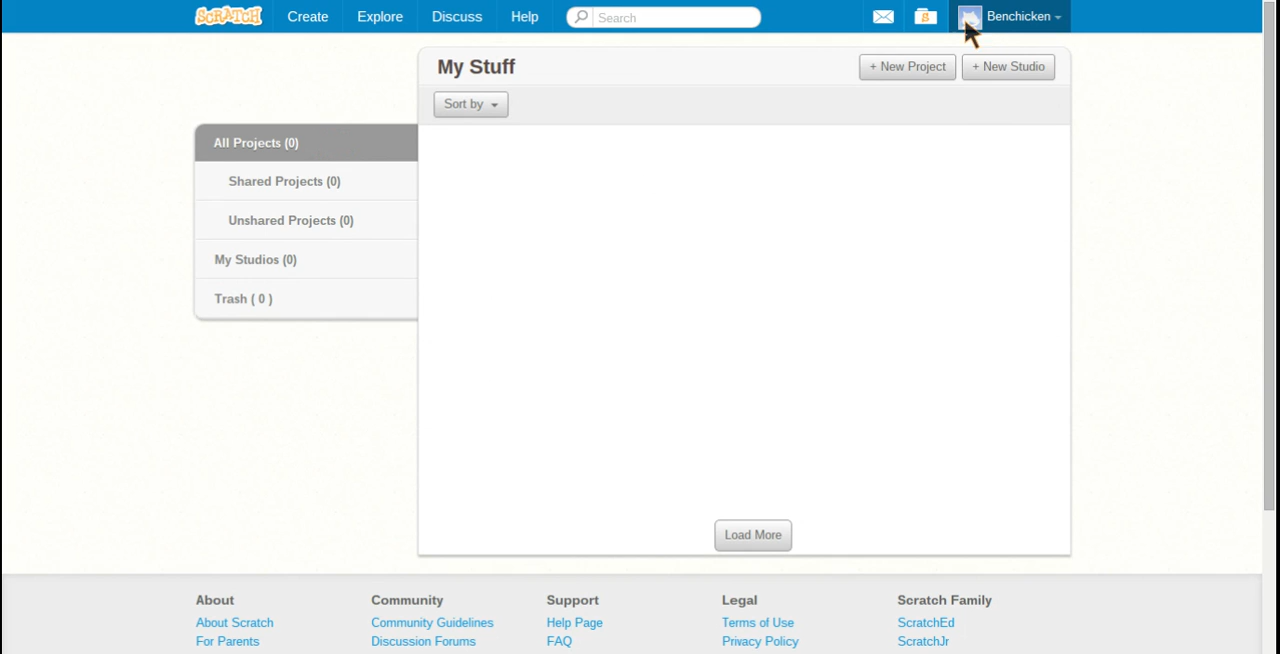 SCRATCH Create Explore Discuss Help Search Benchicken
My Stuff + New Project + New Studio
Sort by
All Projects (0)
Shared Projects (0)
Unshared Projects (0)
My Studios (0)
Trash ( 0 )
Load More
About Community Support Legal Scratch Family
About Scratch Community Guidelines Help Page Terms of Use ScratchEd
For Parents Discussion Forums FAQ Privacy Policy ScratchJr